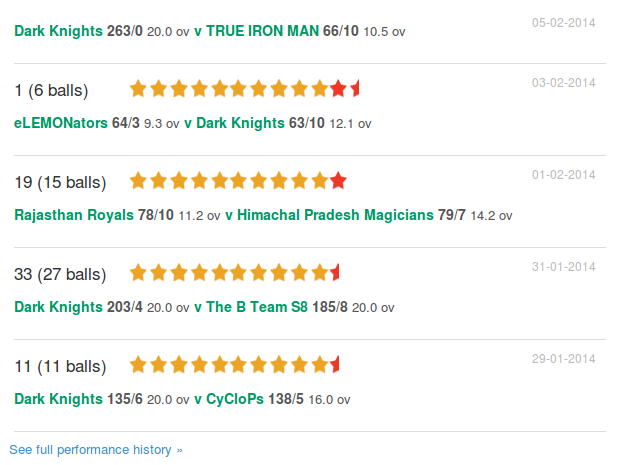 05-02-2014
Dark Knights 263/0 20.0 ov v TRUE IRON MAN 66/10 10.5 ov
1 (6 balls) 03-02-2014
eLEMONators 64/3 9.3 ov v Dark Knights 63/10 12.1 ov
19 (15 balls) 01-02-2014
Rajasthan Royals 78/10 11.2 ov v Himachal Pradesh Magicians 79/7 14.2 ov
33 (27 balls) 31-01-2014
Dark Knights 203/4 20.0 ov v The B Team S8 185/8 20.0 ov
11 (11 balls) 29-01-2014
Dark Knights 135/6 20.0 ov v CyCloPs 138/5 16.0 ov
See full performance history »